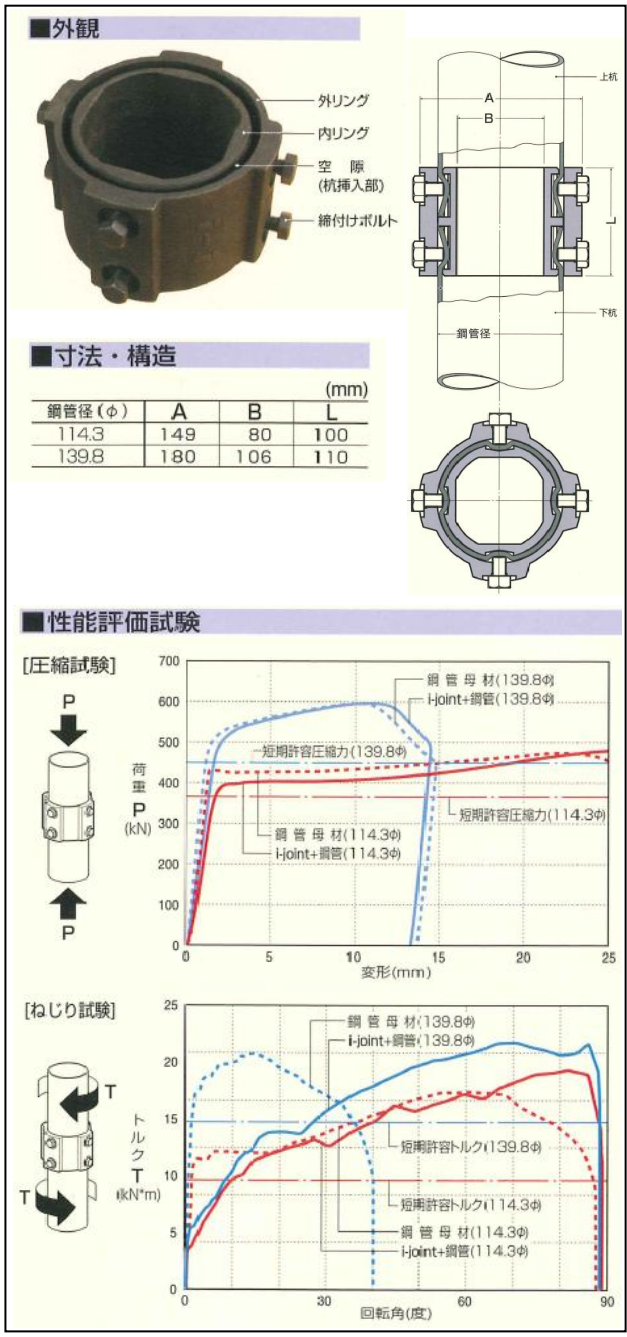 ■外観
外リング
内リング
空隙
(杭挿入部)
締付けボルト
上杭
A
B
L
下杭
鋼管径
■寸法・構造
(mm)
鋼管径(φ) A B L
114.3 149 80 100
139.8 180 106 110
■性能評価試験
[圧縮試験]
P
P
荷重
P
(kN)
700
600
500
400
300
200
100
0
鋼管母材(139.8φ)
i-joint+鋼管(139.8φ)
短期許容圧縮力(139.8φ)
短期許容圧縮力(114.3φ)
鋼管母材(114.3φ)
i-joint+鋼管(114.3φ)
0 5 10 15 20 25
変形(mm)
[ねじり試験]
T
T
トルク
T
(kN*m)
25
20
15
10
5
0
鋼管母材(139.8φ)
i-joint+鋼管(139.8φ)
短期許容トルク(139.8φ)
短期許容トルク(114.3φ)
鋼管母材(114.3φ)
i-joint+鋼管(114.3φ)
0 30 60 90
回転角(度)